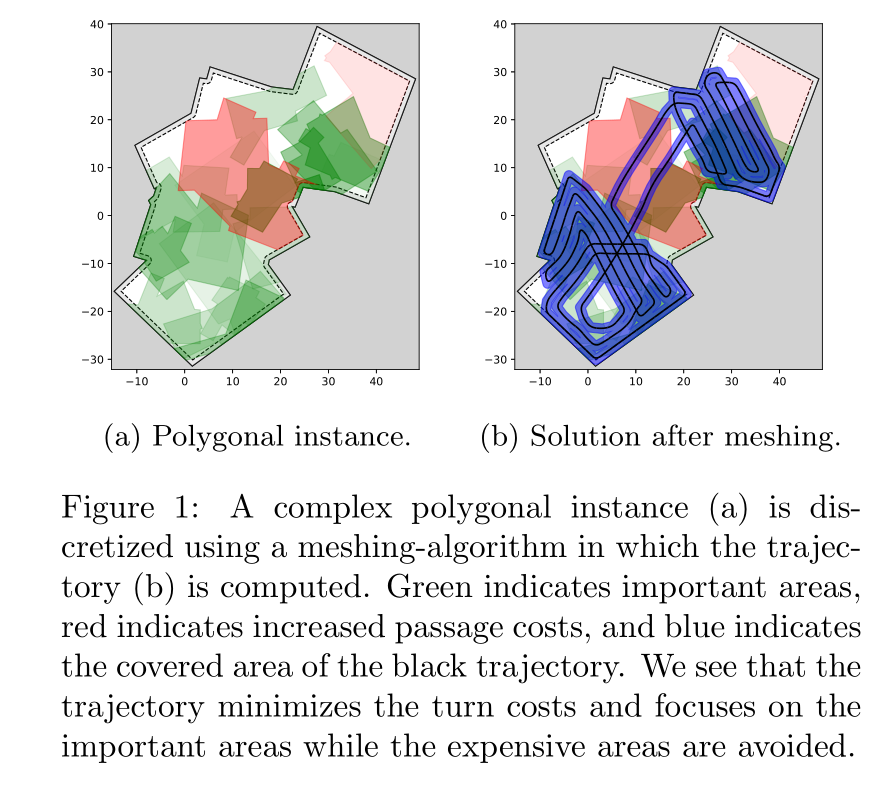 40
30
20
10
0
−10
−20
−30
−10 0 10 20 30 40
40
30
20
10
0
−10
−20
−30
−10 0 10 20 30 40
(a) Polygonal instance.
(b) Solution after meshing.
Figure 1: A complex polygonal instance (a) is dis-
cretized using a meshing-algorithm in which the trajec-
tory (b) is computed. Green indicates important areas,
red indicates increased passage costs, and blue indicates
the covered area of the black trajectory. We see that the
trajectory minimizes the turn costs and focuses on the
important areas while the expensive areas are avoided.